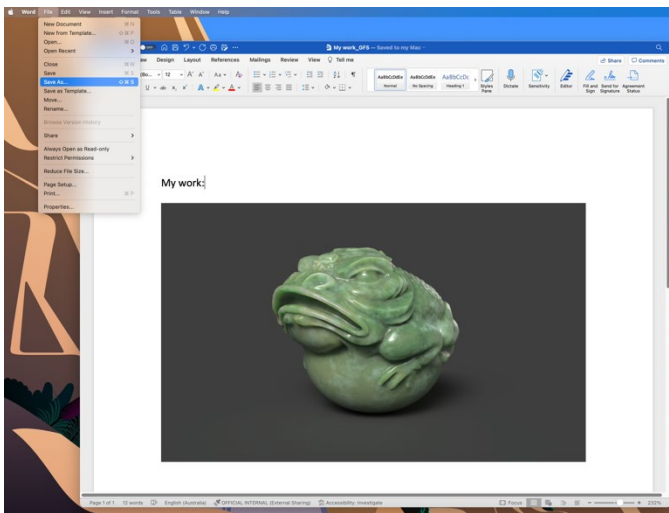 Word File Edit View Insert Format Tools Table Window Help
New Document ⌘N
New from Template... ⇧⌘P
Open... ⌘O
Open Recent
Close ⌘W
Save ⌘S
Save As... ⇧⌘S
Save as Template...
Move...
Rename...
Browse Version History
Share
Always Open as Read-only
Restrict Permissions
Reduce File Size...
Page Setup...
Print... ⌘P
Properties...
My work_GFS — Saved to my Mac
Design Layout References Mailings Review View Tell me
Share Comments
12
AaBbCcDdEe AaBbCcDdEe AaBbCcDc
Normal No Spacing Heading 1
Styles Pane
Dictate
Sensitivity
Editor
Fill and Sign
Send for Signature
Agreement Status
My work:
Page 1 of 1 12 words English (Australia) OFFICIAL INTERNAL (External Sharing) Accessibility: Investigate
Focus 232%